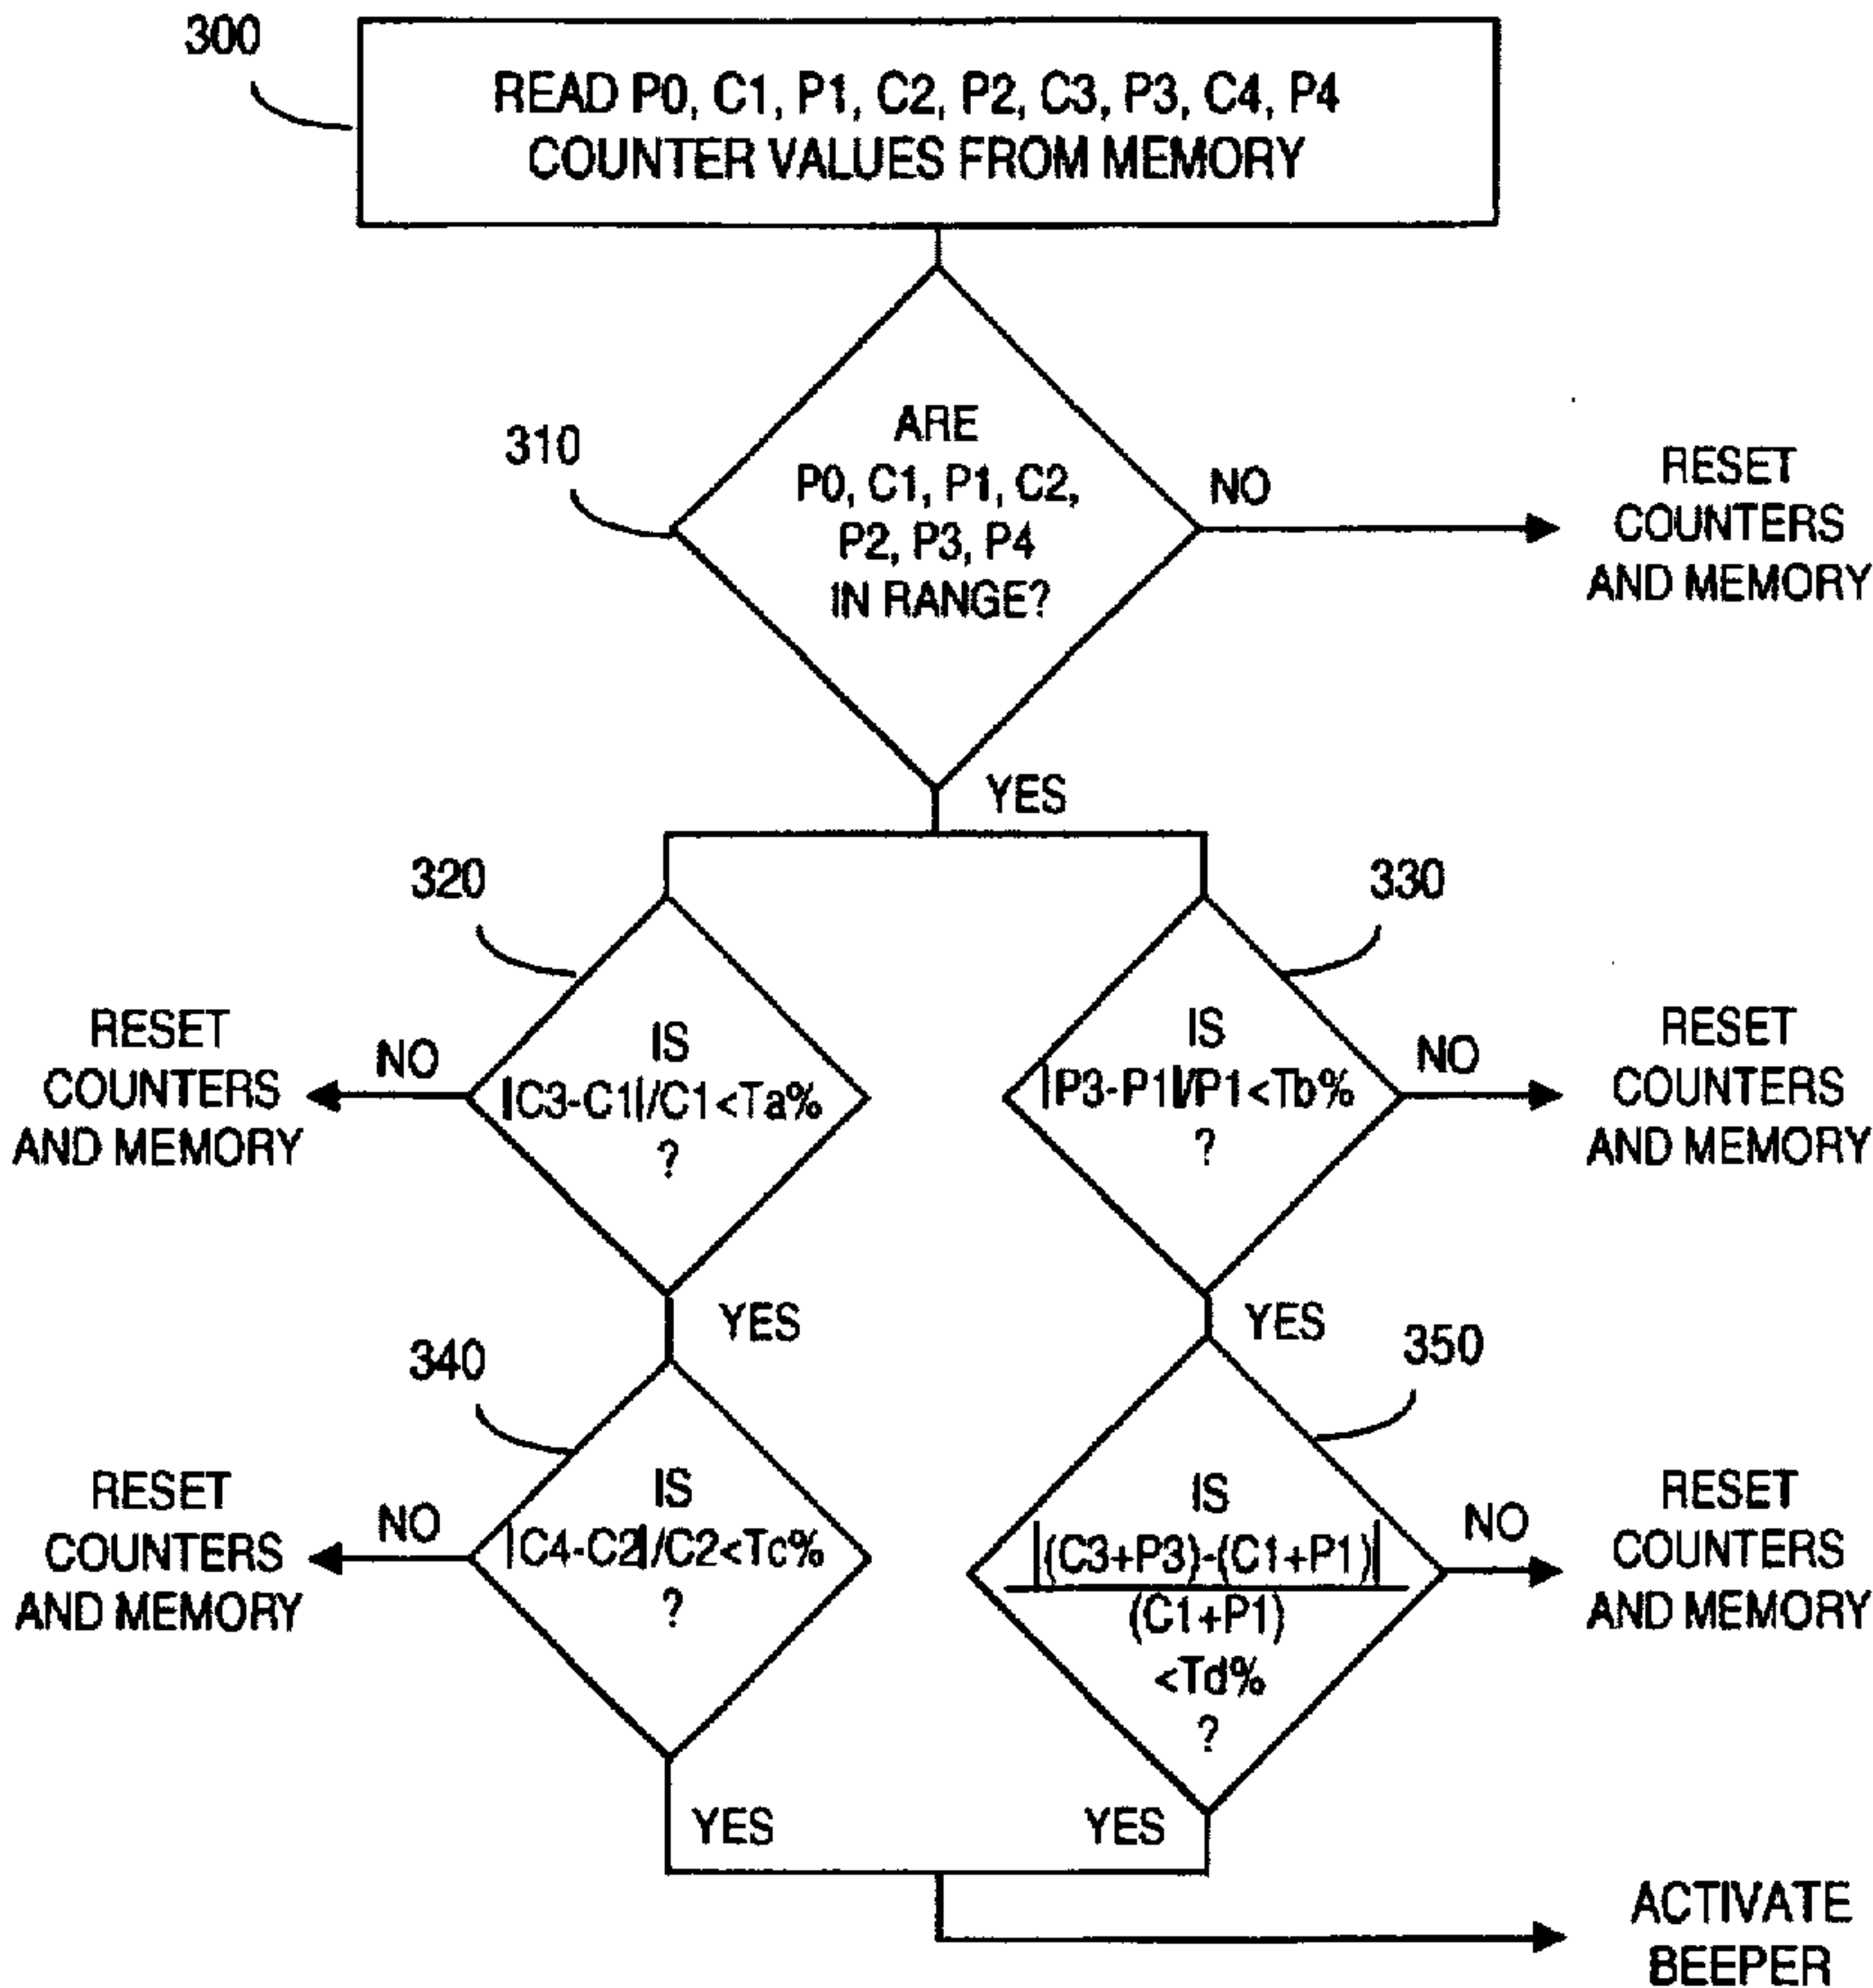 300
READ P0, C1, P1, C2, P2, C3, P3, C4, P4
COUNTER VALUES FROM MEMORY
310
ARE
P0, C1, P1, C2,
P2, P3, P4
IN RANGE?
NO
RESET
COUNTERS
AND MEMORY
YES
320
IS
|C3-C1|/C1<Ta%
?
NO
RESET
COUNTERS
AND MEMORY
YES
330
IS
|P3-P1|/P1<Tb%
?
NO
RESET
COUNTERS
AND MEMORY
YES
340
IS
|C4-C2|/C2<Tc%
?
NO
RESET
COUNTERS
AND MEMORY
YES
350
IS
|(C3+P3)-(C1+P1)|
(C1+P1)
<Td%
?
NO
RESET
COUNTERS
AND MEMORY
YES
ACTIVATE
BEEPER